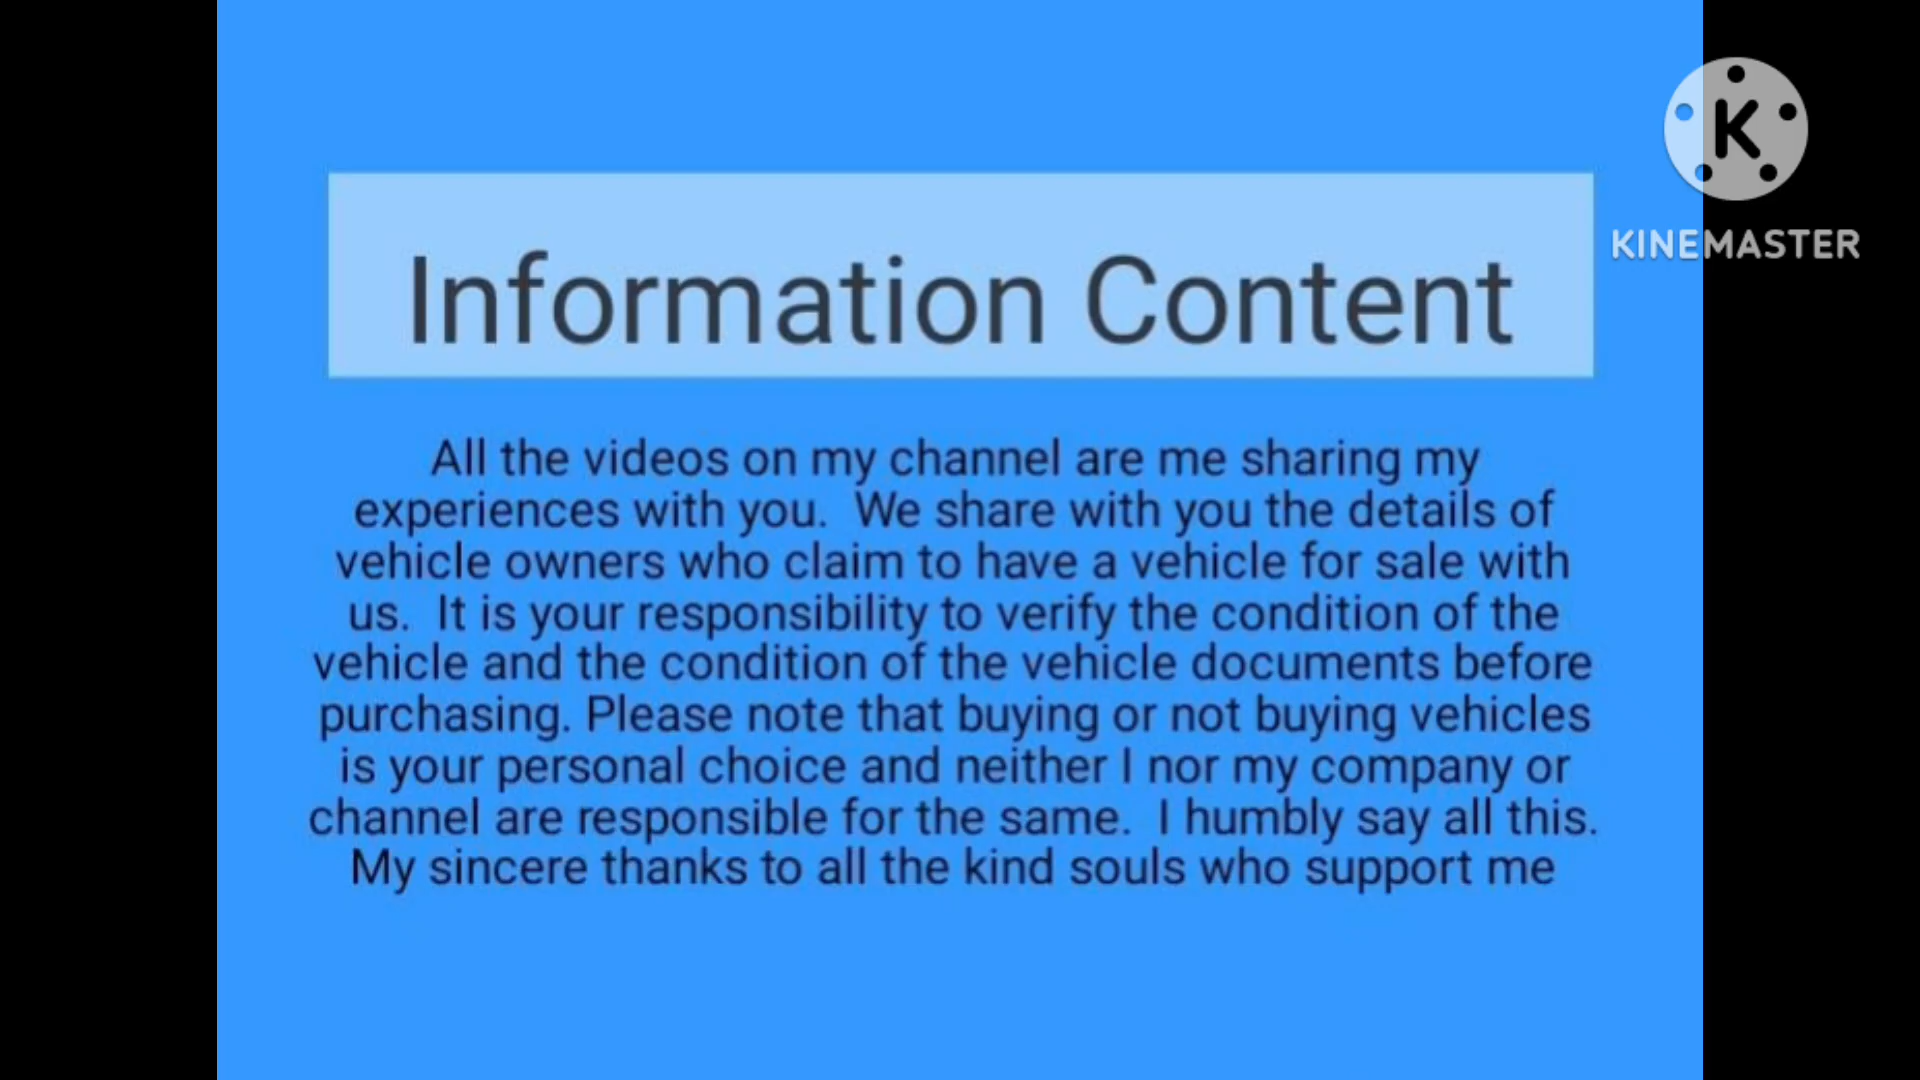 K
KINEMASTER
Information Content
All the videos on my channel are me sharing my
experiences with you.  We share with you the details of
vehicle owners who claim to have a vehicle for sale with
us.  It is your responsibility to verify the condition of the
vehicle and the condition of the vehicle documents before
purchasing. Please note that buying or not buying vehicles
is your personal choice and neither I nor my company or
channel are responsible for the same.  I humbly say all this.
My sincere thanks to all the kind souls who support me